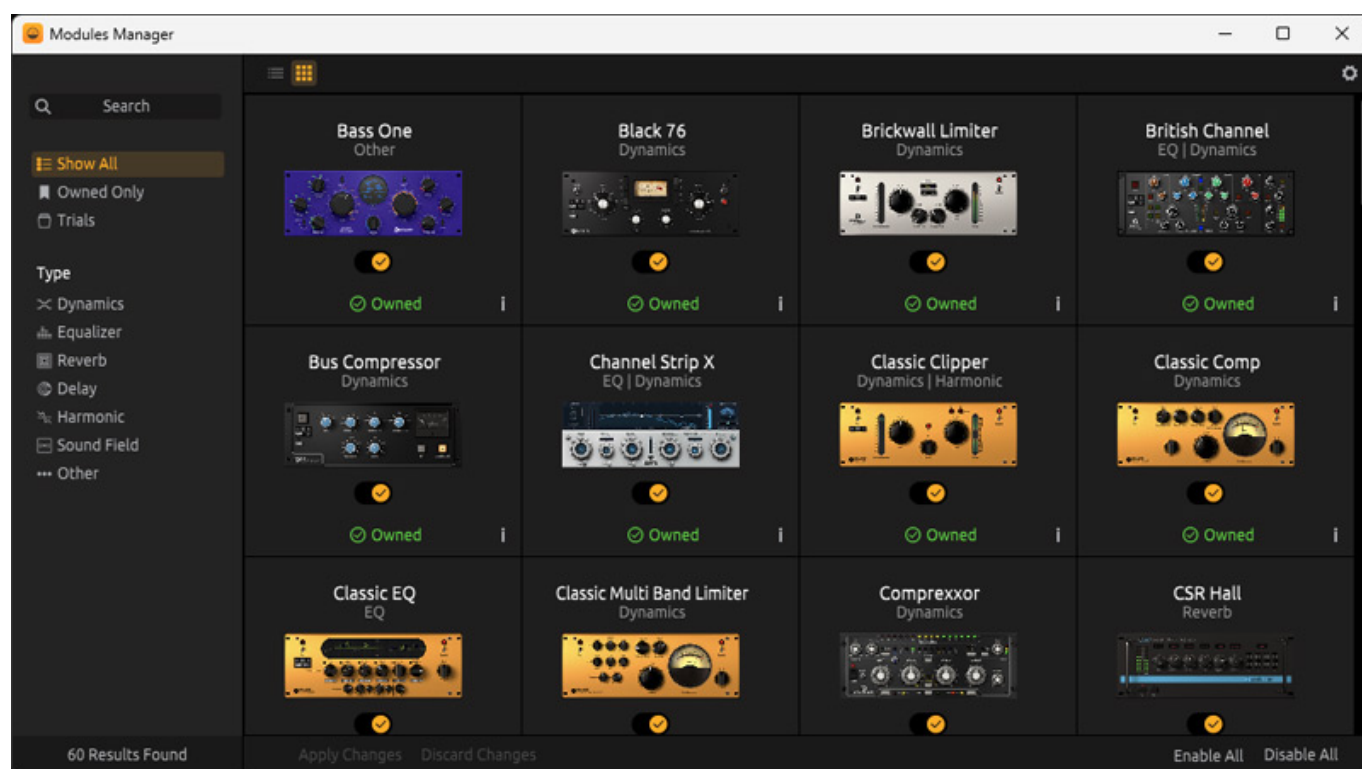 Modules Manager
Search
Show All
Owned Only
Trials
Type
Dynamics
Equalizer
Reverb
Delay
Harmonic
Sound Field
Other
60 Results Found
Bass One
Other
Owned
Black 76
Dynamics
Owned
Brickwall Limiter
Dynamics
Owned
British Channel
EQ | Dynamics
Owned
Bus Compressor
Dynamics
Owned
Channel Strip X
EQ | Dynamics
Owned
Classic Clipper
Dynamics | Harmonic
Owned
Classic Comp
Dynamics
Owned
Classic EQ
EQ
Classic Multi Band Limiter
Dynamics
Comprexxor
Dynamics
CSR Hall
Reverb
Apply Changes Discard Changes
Enable All Disable All